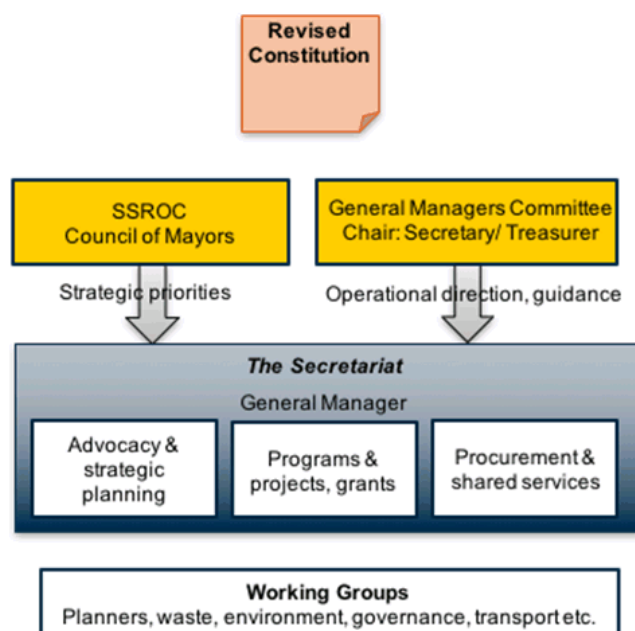 Revised
Constitution
SSROC
Council of Mayors
General Managers Committee
Chair: Secretary/ Treasurer
Strategic priorities
Operational direction, guidance
The Secretariat
General Manager
Advocacy &
strategic
planning
Programs &
projects, grants
Procurement &
shared services
Working Groups
Planners, waste, environment, governance, transport etc.